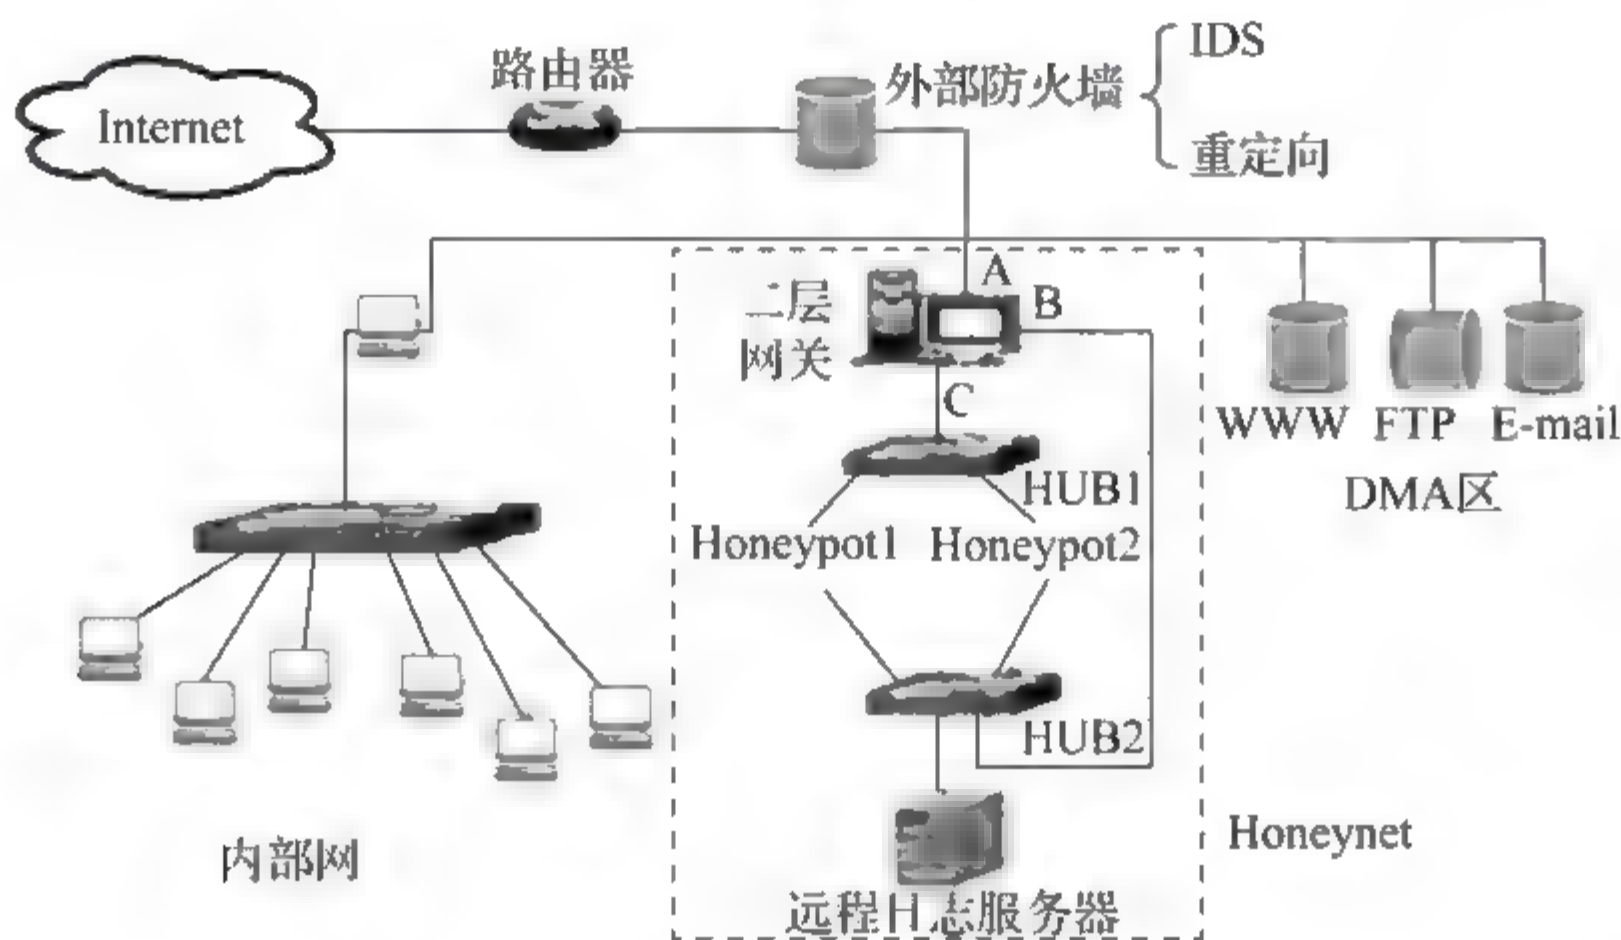 IDS
路由器
外部防火墙
Internet
重定向
A
二层
B
网关
C
WWW
FTP
E-mail
HUB1
DMA区
Honeypot1
Honeypot2
HUB2
Honeynet
内部网
远程日志服务器